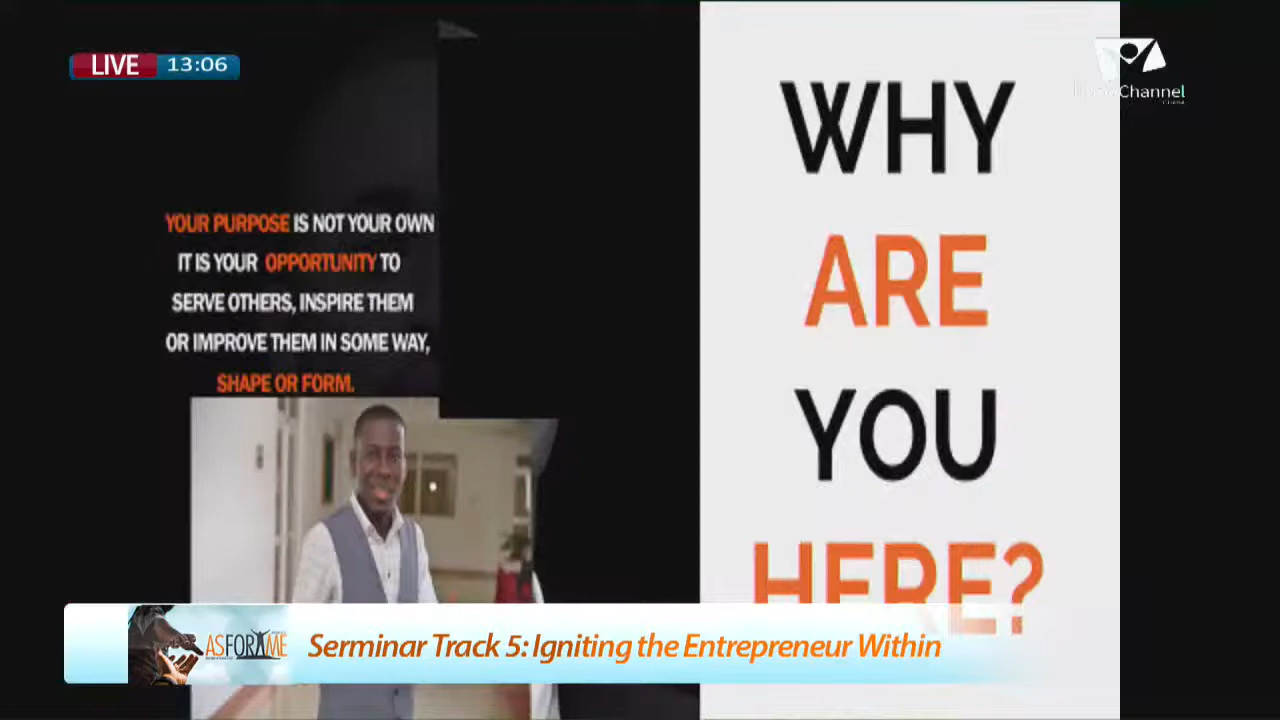 LIVE 13:06
YOUR PURPOSE IS NOT YOUR OWN
IT IS YOUR OPPORTUNITY TO
SERVE OTHERS, INSPIRE THEM
OR IMPROVE THEM IN SOME WAY,
SHAPE OR FORM.
WHY
ARE
YOU
HERE?
HopeChannel
ASFORME
Serminar Track 5: Igniting the Entrepreneur Within